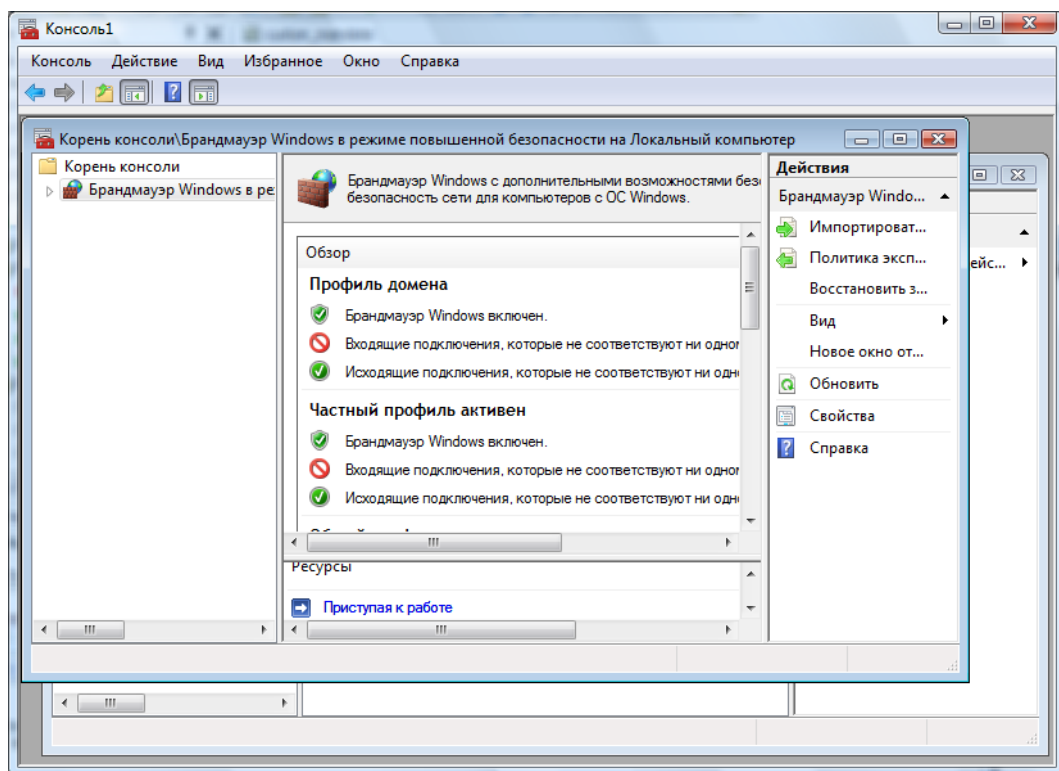 Консоль1
Консоль Действие Вид Избранное Окно Справка
Корень консоли\Брандмауэр Windows в режиме повышенной безопасности на Локальный компьютер
Корень консоли
Брандмауэр Windows в ре
Брандмауэр Windows с дополнительными возможностями без
безопасность сети для компьютеров с ОС Windows.
Обзор
Профиль домена
Брандмауэр Windows включен.
Входящие подключения, которые не соответствуют ни одног
Исходящие подключения, которые не соответствуют ни одн
Частный профиль активен
Брандмауэр Windows включен.
Входящие подключения, которые не соответствуют ни одног
Исходящие подключения, которые не соответствуют ни одн
Ресурсы
Приступая к работе
Действия
Брандмауэр Windo...
Импортироват...
Политика эксп...
Восстановить з...
Вид
Новое окно от...
Обновить
Свойства
Справка
ейс...